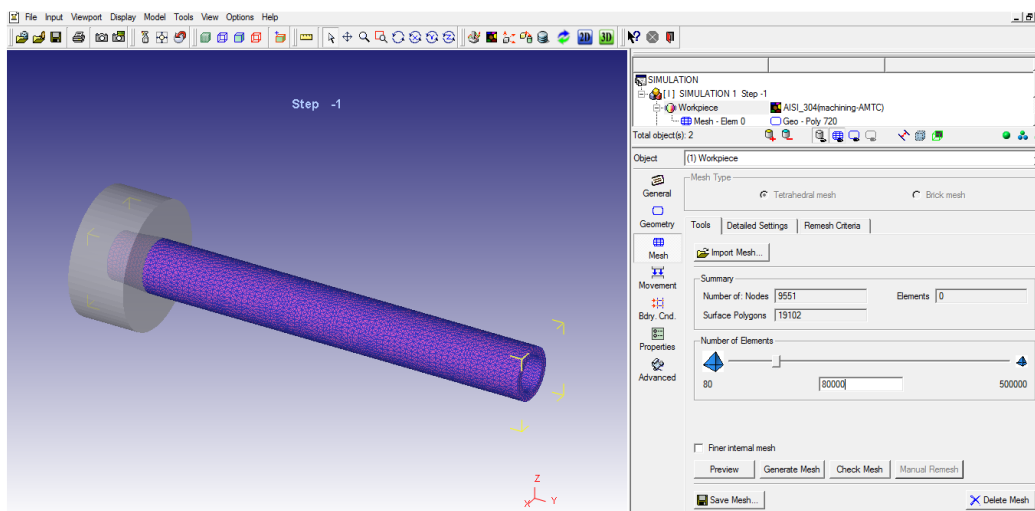 File Input Viewport Display Model Tools View Options Help
2D 3D
Step -1
SIMULATION
[ I ] SIMULATION 1 Step -1
Workpiece AISI_304(machining-AMTC)
Mesh - Elem 0 Geo - Poly 720
Total object(s): 2
Object (1) Workpiece
General
Geometry
Mesh
Movement
Bdry. Cnd.
Properties
Advanced
Mesh Type
Tetrahedral mesh Brick mesh
Tools Detailed Settings Remesh Criteria
Import Mesh...
Summary
Number of: Nodes 9551 Elements 0
Surface Polygons 19102
Number of Elements
80 80000 500000
Finer internal mesh
Preview Generate Mesh Check Mesh Manual Remesh
Save Mesh... Delete Mesh
Z
X Y